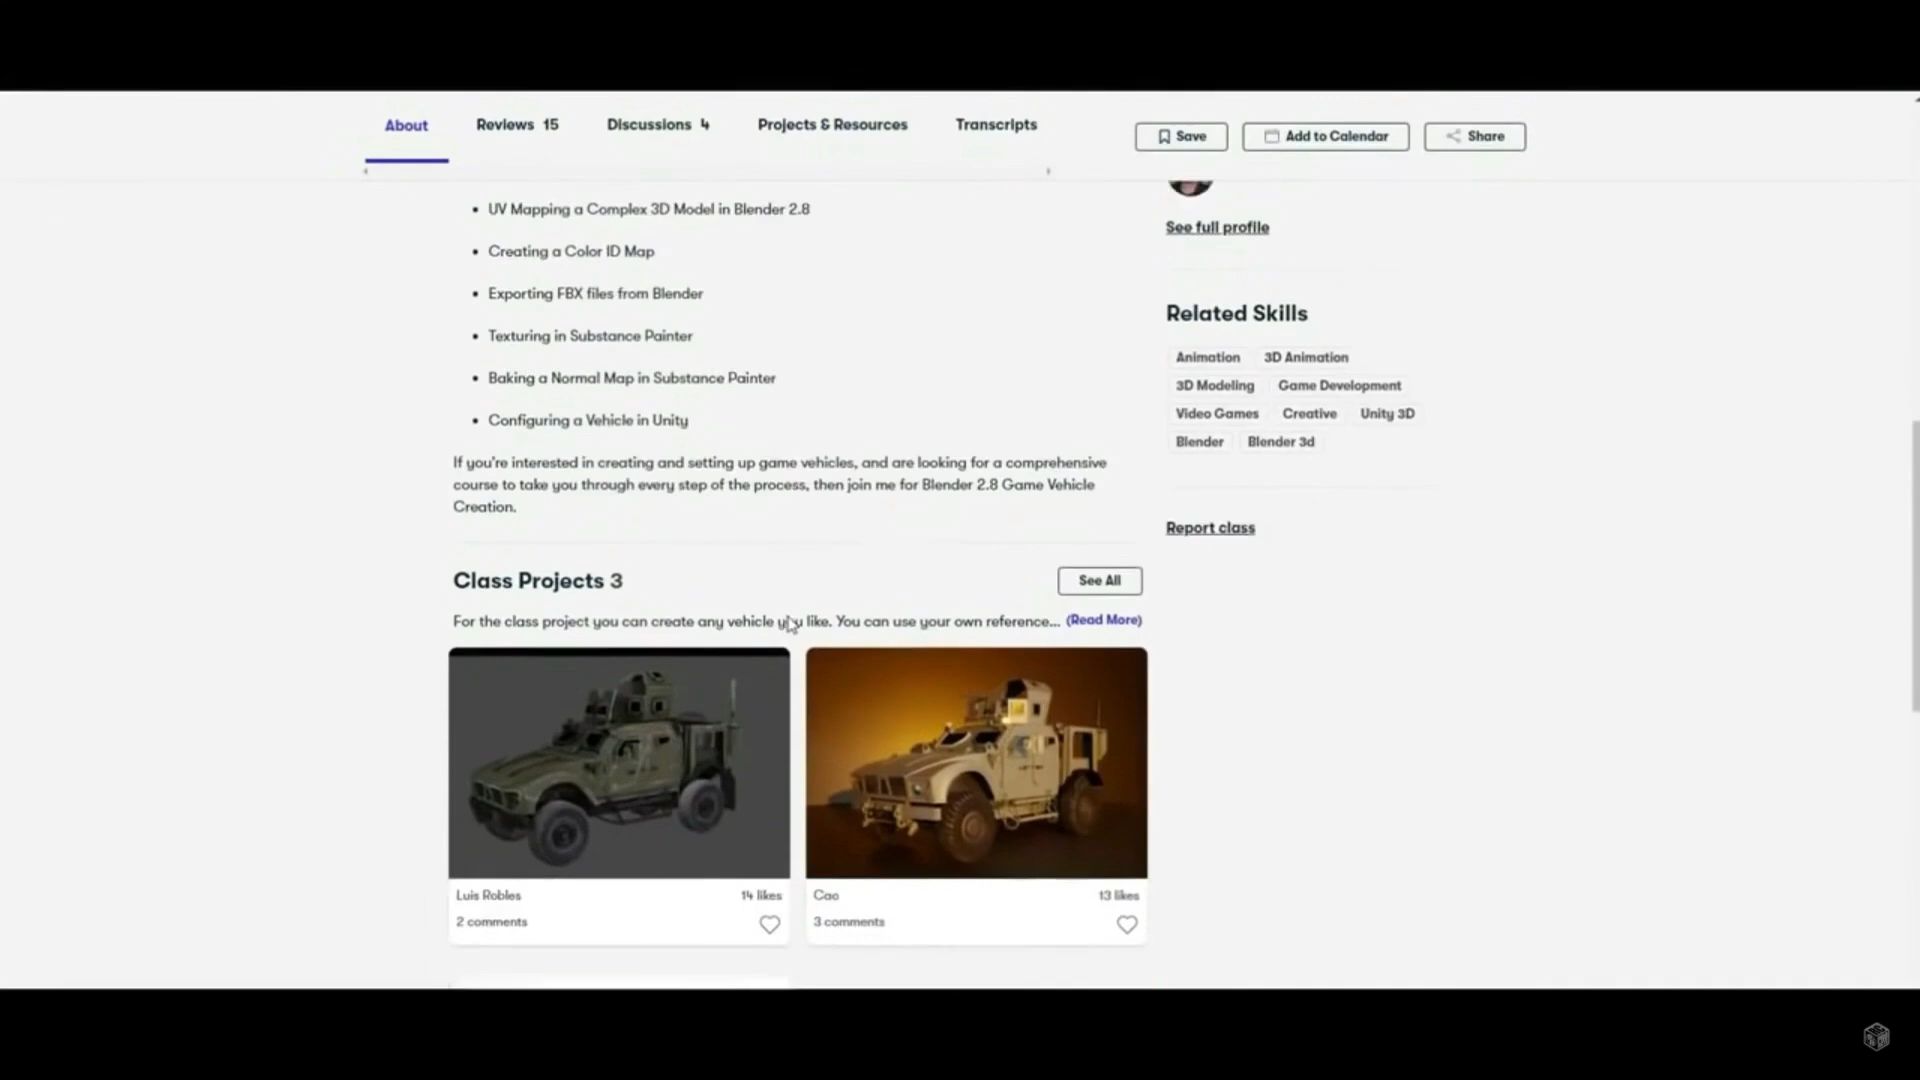 About
Reviews 15
Discussions 4
Projects & Resources
Transcripts
Save
Add to Calendar
Share
UV Mapping a Complex 3D Model in Blender 2.8
Creating a Color ID Map
Exporting FBX files from Blender
Texturing in Substance Painter
Baking a Normal Map in Substance Painter
Configuring a Vehicle in Unity
If you're interested in creating and setting up game vehicles, and are looking for a comprehensive
course to take you through every step of the process, then join me for Blender 2.8 Game Vehicle
Creation.
Class Projects 3
See All
For the class project you can create any vehicle you like. You can use your own reference... (Read More)
Luis Robles
14 likes
2 comments
Cao
13 likes
3 comments
See full profile
Related Skills
Animation
3D Animation
3D Modeling
Game Development
Video Games
Creative
Unity 3D
Blender
Blender 3d
Report class